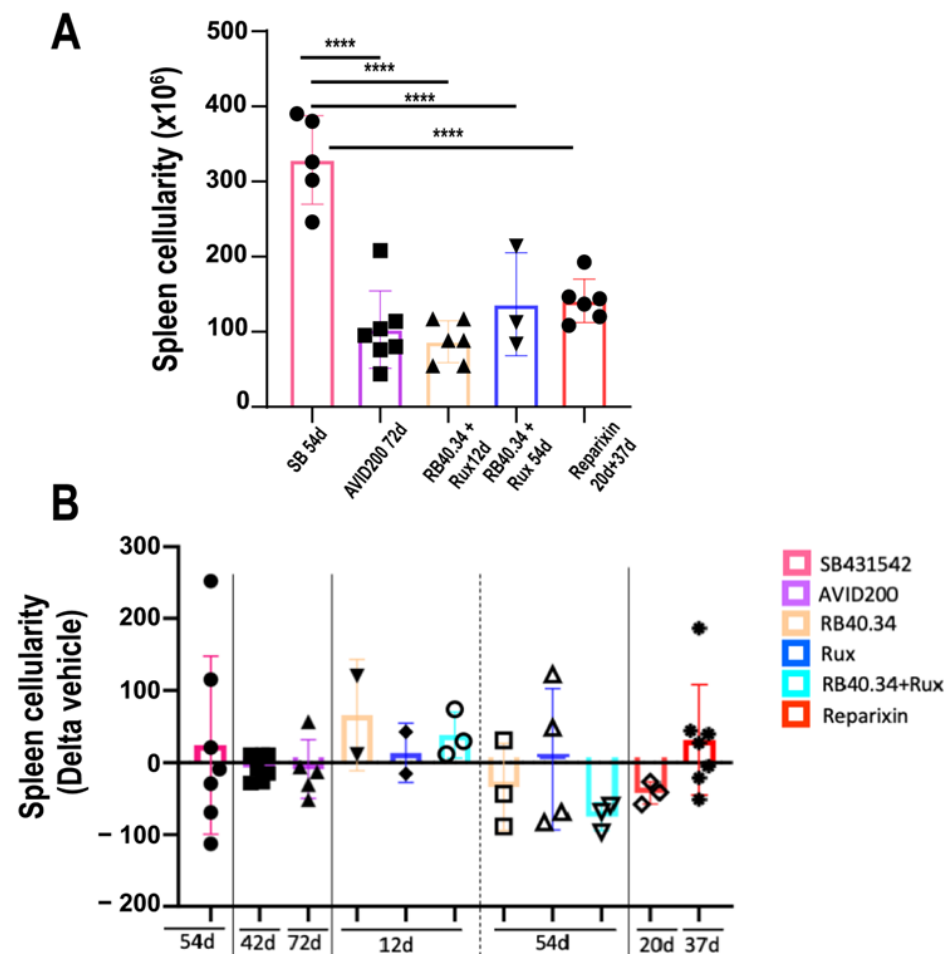 A
Spleen cellularity (x10⁶)
500
400
300
200
100
0
****
****
****
****
SB 54d
AVID200 72d
RB40.34 +
Rux12d
RB40.34 +
Rux 54d
Reparixin
20d+37d
B
Spleen cellularity
(Delta vehicle)
300
200
100
0
−100
−200
54d
42d
72d
12d
54d
20d
37d
SB431542
AVID200
RB40.34
Rux
RB40.34+Rux
Reparixin